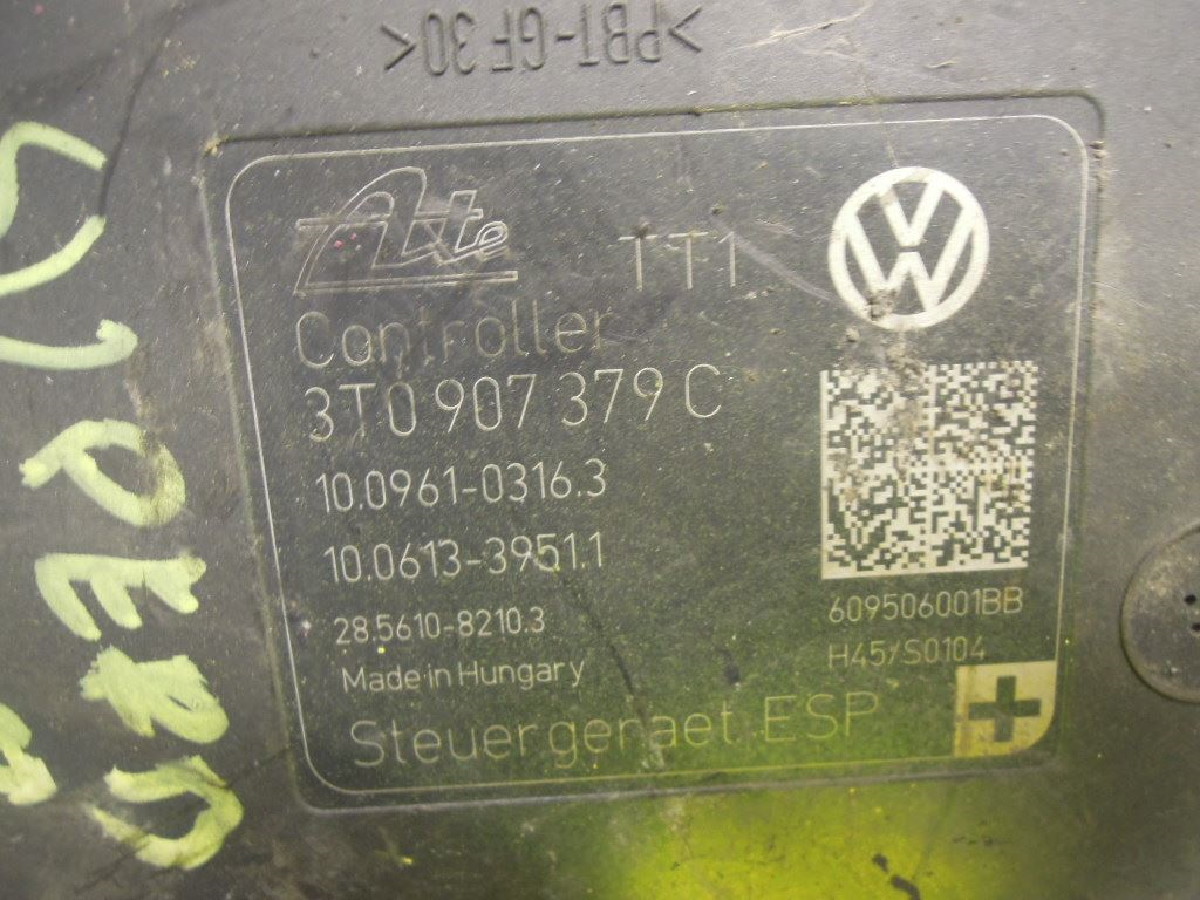 >PBT-GF30<
Ate
TT1
Controller
3T0 907 379 C
10.0961-0316.3
10.0613-3951.1
28.5610-8210.3
609506001BB
Made in Hungary
H45/S0104
Steuergeraet ESP